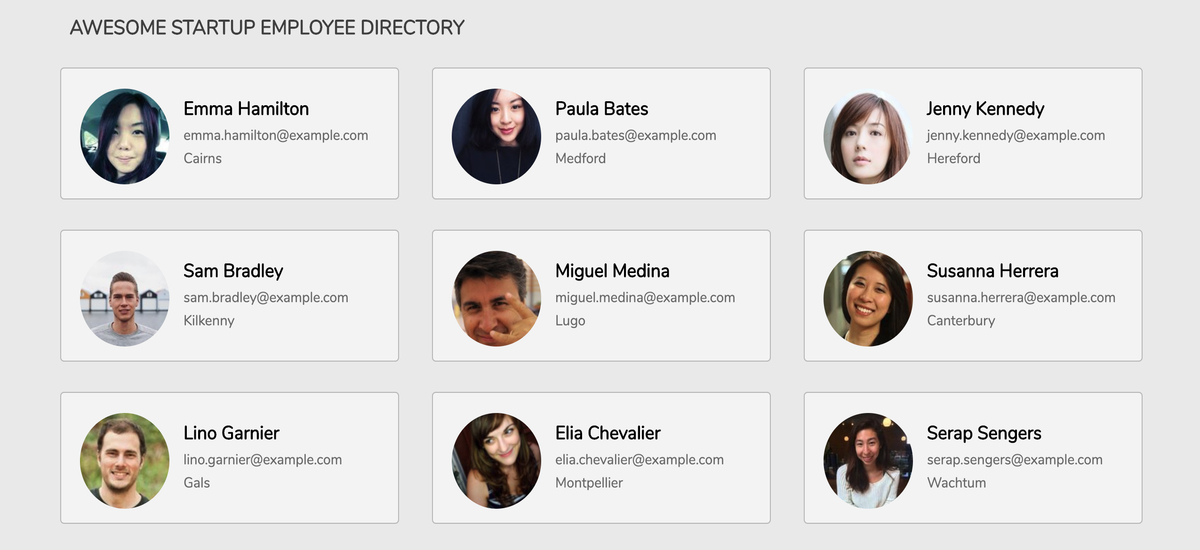 AWESOME STARTUP EMPLOYEE DIRECTORY
Emma Hamilton
emma.hamilton@example.com
Cairns
Paula Bates
paula.bates@example.com
Medford
Jenny Kennedy
jenny.kennedy@example.com
Hereford
Sam Bradley
sam.bradley@example.com
Kilkenny
Miguel Medina
miguel.medina@example.com
Lugo
Susanna Herrera
susanna.herrera@example.com
Canterbury
Lino Garnier
lino.garnier@example.com
Gals
Elia Chevalier
elia.chevalier@example.com
Montpellier
Serap Sengers
serap.sengers@example.com
Wachtum